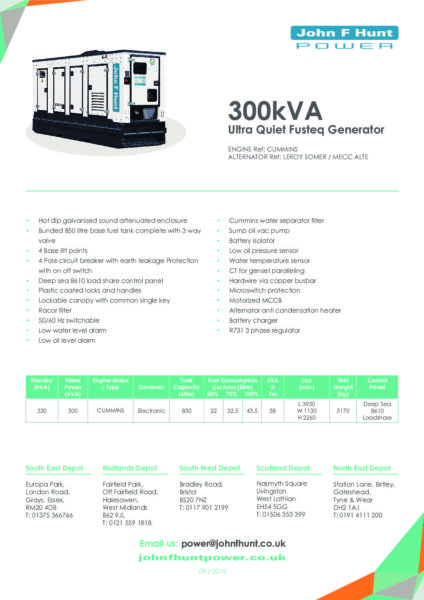 John F Hunt
POWER
John F Hunt
300kVA
Ultra Quiet Fusteq Generator
ENGINE Ref: CUMMINS
ALTERNATOR Ref: LEROY SOMER / MECC ALTE
• Hot dip galvanised sound attenuated enclosure
• Bunded 850 litre base fuel tank complete with 3 way
valve
• 4 Base lift points
• 4 Pole circuit breaker with earth leakage Protection
with on off switch
• Deep sea 8610 load share control panel
• Plastic coated locks and handles
• Lockable canopy with common single key
• Racor filter
• 50/60 Hz switchable
• Low water level alarm
• Low oil level alarm
• Cummins water separator filter
• Sump oil vac pump
• Battery isolator
• Low oil pressure sensor
• Water temperature sensor
• CT for genset paralleling
• Hardwire via copper busbar
• Microswitch protection
• Motorized MCCB
• Alternator anti condensation heater
• Battery charger
• R731 3 phase regulator
Standby (kVA) Prime Power (kVA) Engine Make / Type Governor Tank Capacity (Litre) Fuel Consumption per hour (Litre) 50% 75% 100% dBA @ 7m Size (mm) Wet Weight (kg) Control Panel
330 300 CUMMINS Electronic 850 22 32.5 43.5 58 L 3950 W 1130 H 2260 5170 Deep Sea 8610 Loadshare
South East Depot
Europa Park,
London Road,
Grays, Essex,
RM20 4DB
T: 01375 366766
Midlands Depot
Fairfield Park,
Off Fairfield Road,
Halesowen,
West Midlands
B62 9JL
T: 0121 559 1818
South West Depot
Bradley Road,
Bristol
BS20 7NZ
T: 0117 901 2199
Scotland Depot
Nasmyth Square
Livingston
West Lothian
EH54 5GG
T: 01506 353 399
North East Depot
Station Lane, Birtley,
Gateshead,
Tyne & Wear
DH2 1AJ
T: 0191 4111 200
Email us: power@johnfhunt.co.uk
johnfhuntpower.co.uk
09 / 2019